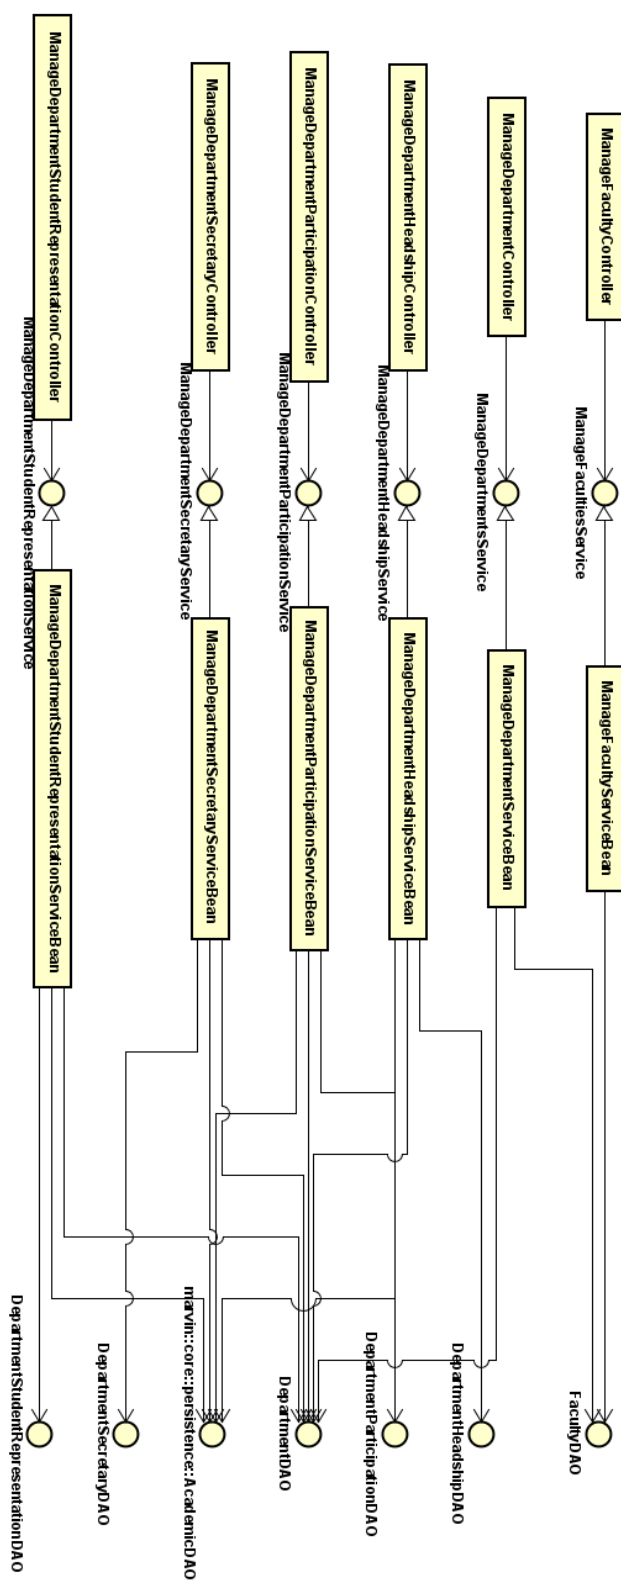 ManageFacultyController
ManageFacultiesService
ManageFacultyServiceBean
FacultyDAO
ManageDepartmentController
ManageDepartmentsService
ManageDepartmentServiceBean
DepartmentHeadshipDAO
ManageDepartmentHeadshipController
ManageDepartmentHeadshipService
ManageDepartmentHeadshipServiceBean
DepartmentParticipationDAO
ManageDepartmentParticipationController
ManageDepartmentParticipationService
ManageDepartmentParticipationServiceBean
DepartmentDAO
ManageDepartmentSecretaryController
ManageDepartmentSecretaryService
ManageDepartmentSecretaryServiceBean
marvin::core::persistence::AcademicDAO
DepartmentSecretaryDAO
ManageDepartmentStudentRepresentationController
ManageDepartmentStudentRepresentationService
ManageDepartmentStudentRepresentationServiceBean
DepartmentStudentRepresentationDAO